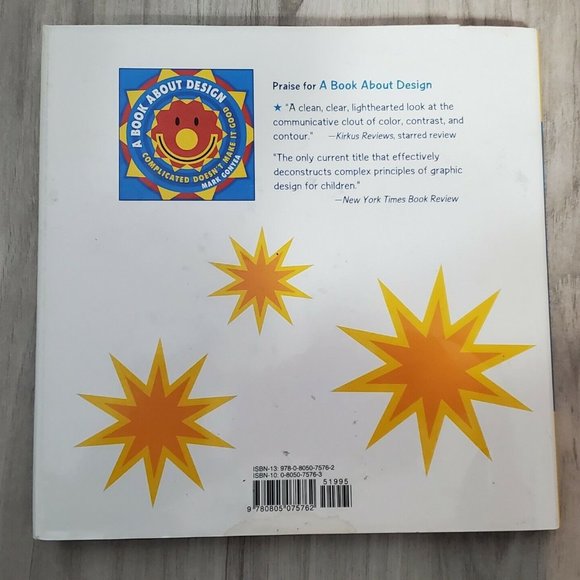 A BOOK ABOUT DESIGN
COMPLICATED DOESN'T MAKE IT GOOD
MARK GONYEA
Praise for A Book About Design
★ "A clean, clear, lighthearted look at the
communicative clout of color, contrast, and
contour." —Kirkus Reviews, starred review
"The only current title that effectively
deconstructs complex principles of graphic
design for children."
—New York Times Book Review
ISBN-13: 978-0-8050-7576-2
ISBN-10: 0-8050-7576-3
51995
9 780805 075762